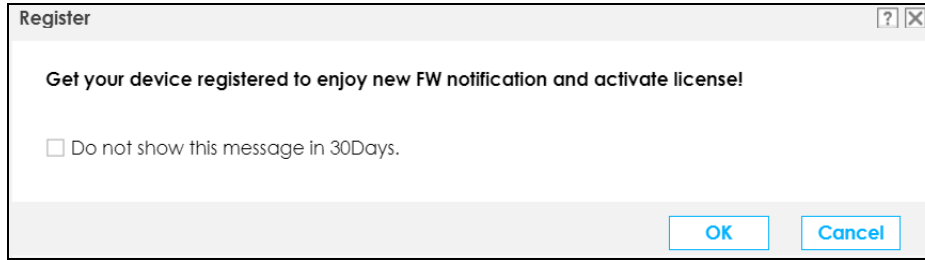 Register
Get your device registered to enjoy new FW notification and activate license!
Do not show this message in 30Days.
OK
Cancel